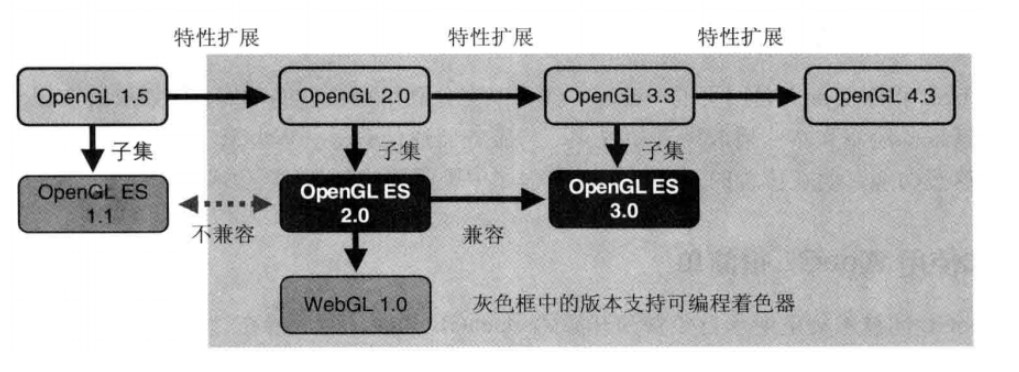 特性扩展
特性扩展
特性扩展
OpenGL 1.5
OpenGL 2.0
OpenGL 3.3
OpenGL 4.3
子集
子集
子集
OpenGL ES
1.1
OpenGL ES
2.0
OpenGL ES
3.0
不兼容
兼容
WebGL 1.0
灰色框中的版本支持可编程着色器